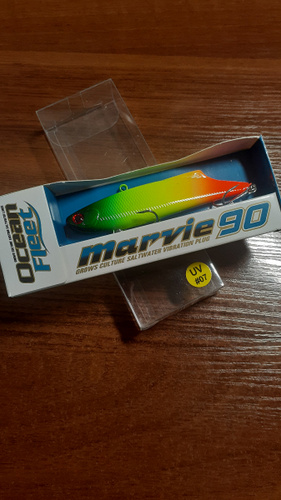 Ocean
Fleet
marvie 90
GROWS CULTURE SALTWATER VIBRATION PLUG
UV
#07